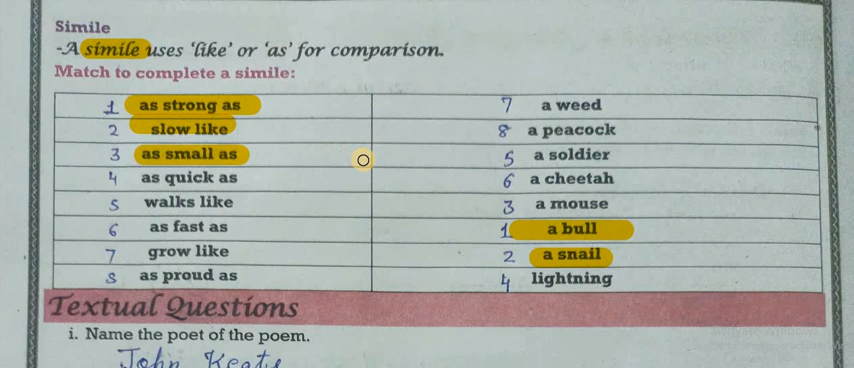 Simile
-A simile uses 'like' or 'as' for comparison.
Match to complete a simile:
1 as strong as 7 a weed
2 slow like 8 a peacock
3 as small as 5 a soldier
4 as quick as 6 a cheetah
5 walks like 3 a mouse
6 as fast as 1 a bull
7 grow like 2 a snail
8 as proud as 4 lightning
Textual Questions
i. Name the poet of the poem.
John Keats